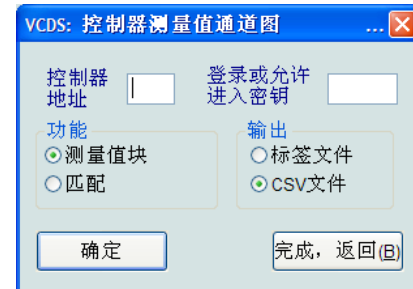 VCDS: 控制器测量值通道图 ...
控制器
地址
登录或允许
进入密钥
功能
测量值块
匹配
输出
标签文件
CSV文件
确定
完成，返回(B)